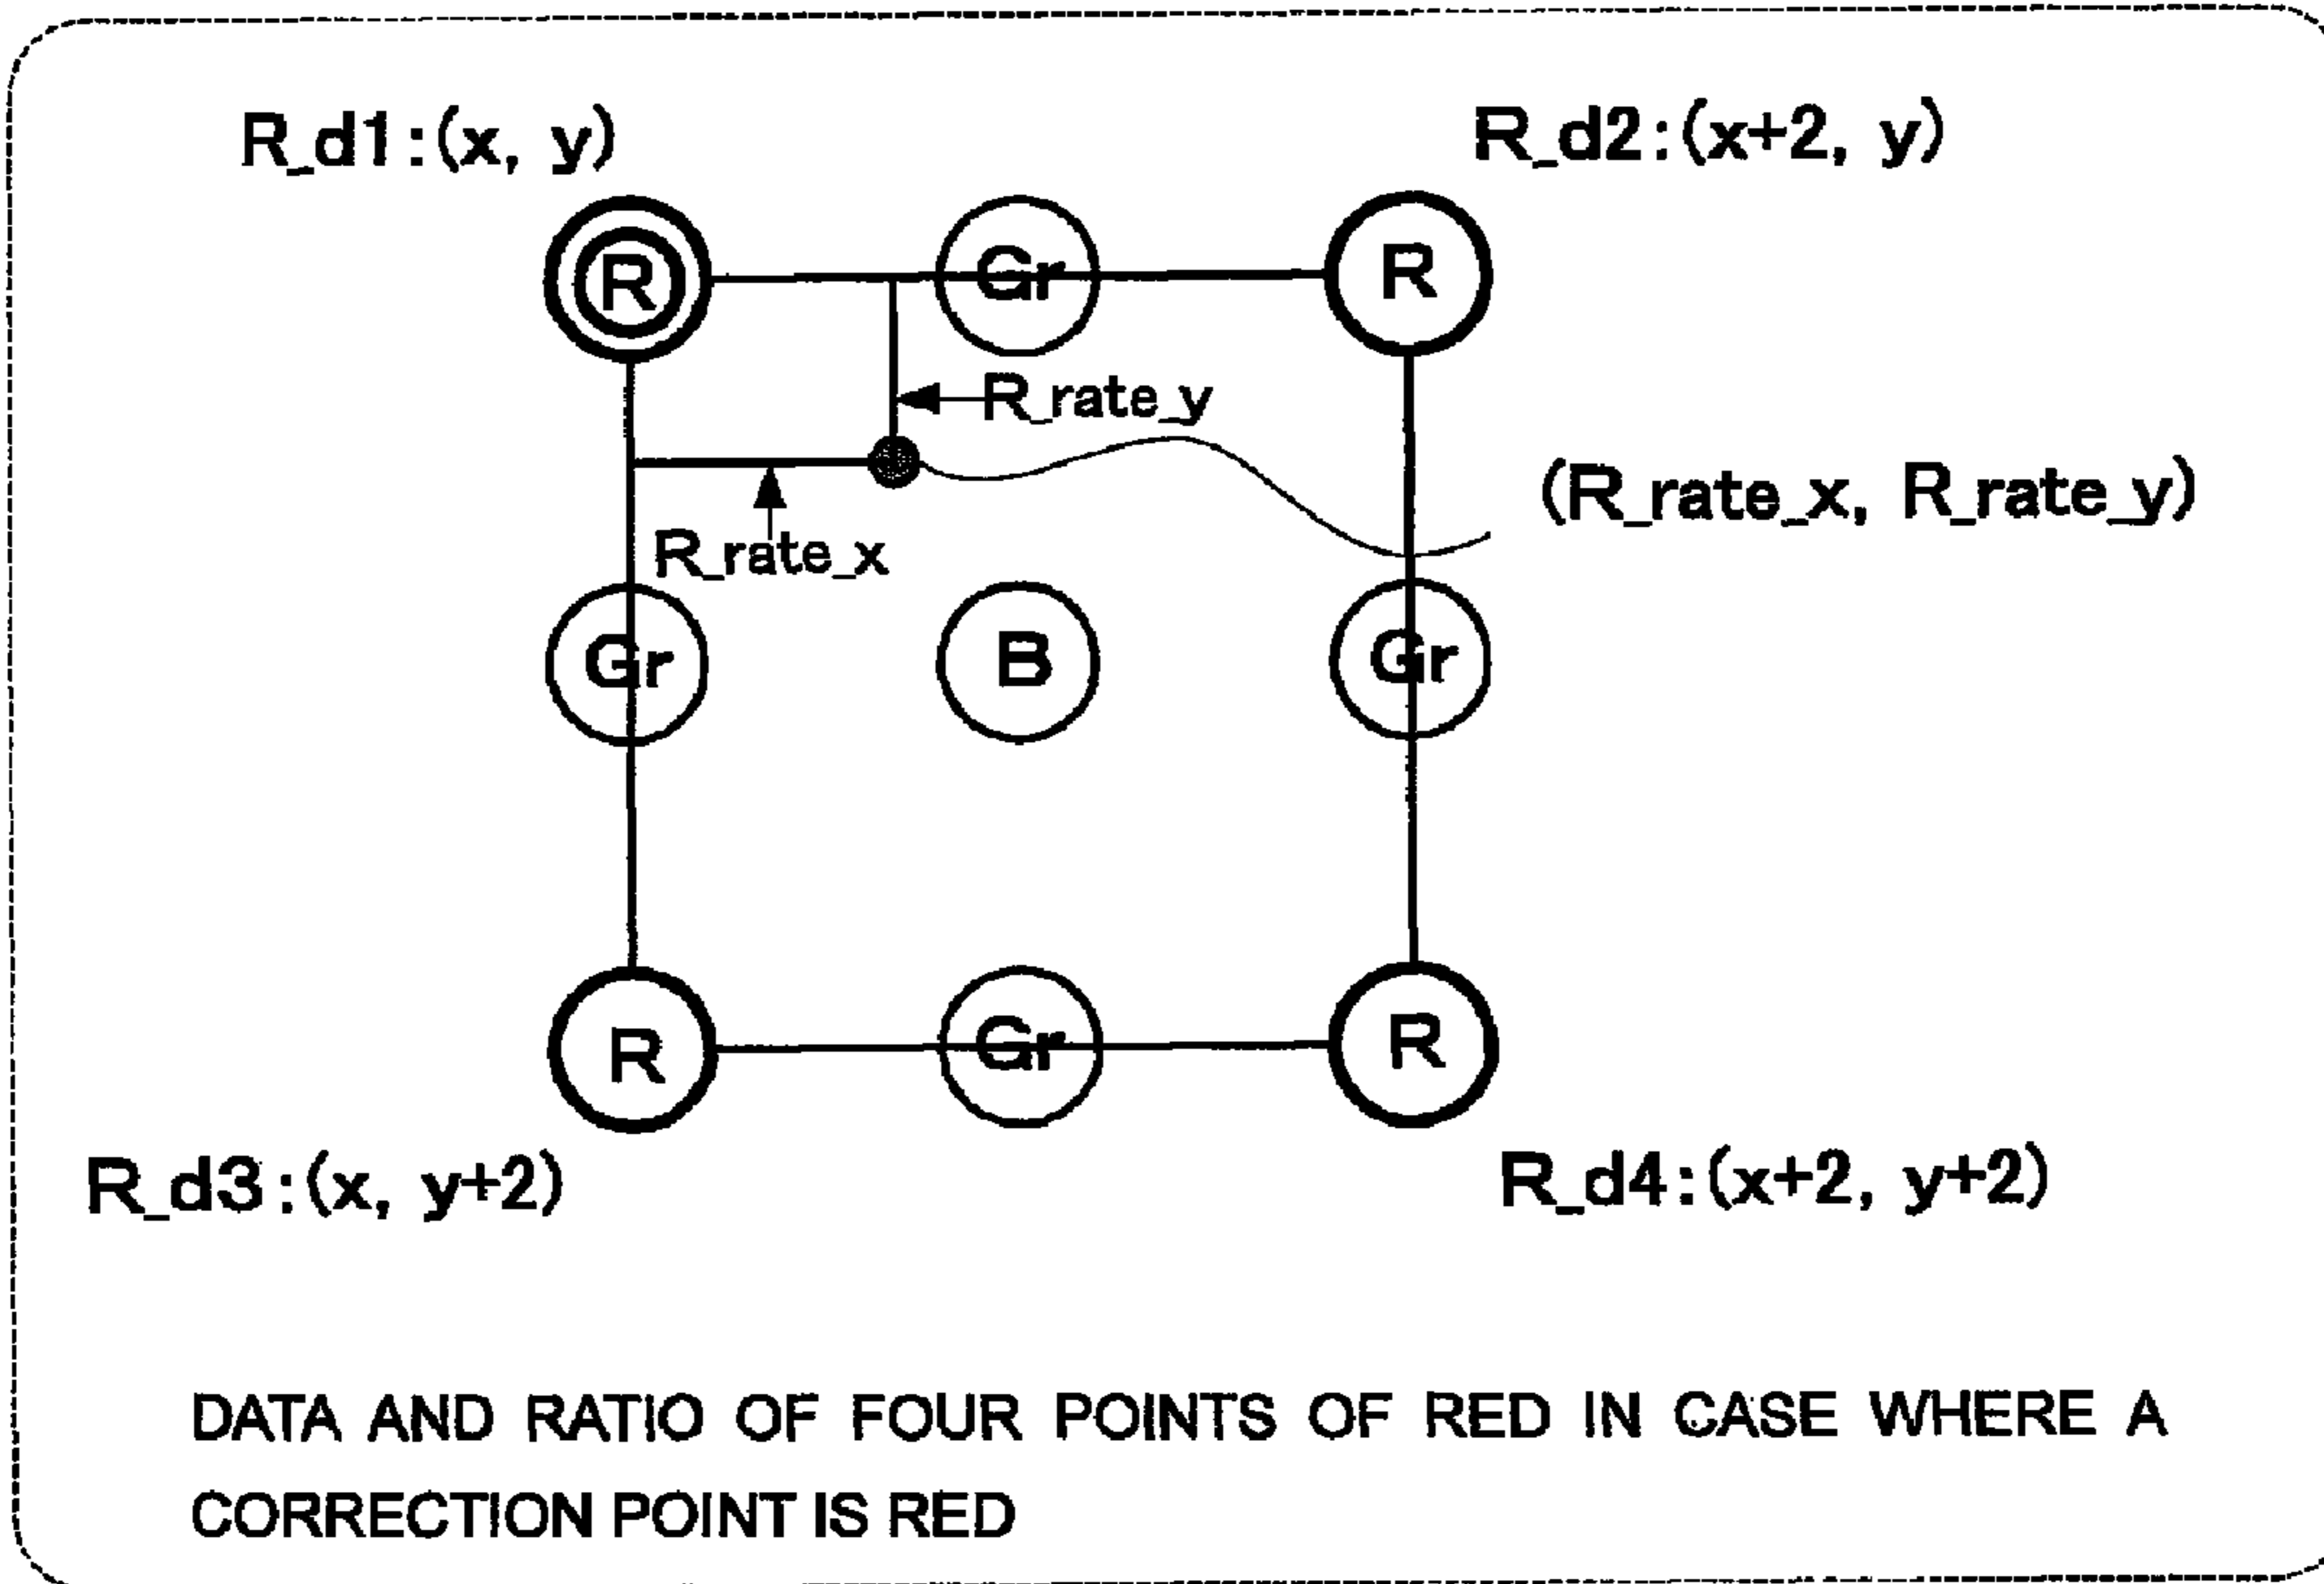 R_d1:(x, y)
R_d2:(x+2, y)
R
Gr
R
R_rate_y
(R_rate_x, R_rate_y)
R_rate_x
Gr
B
Gr
R
Gr
R
R_d3:(x, y+2)
R_d4:(x+2, y+2)
DATA AND RATIO OF FOUR POINTS OF RED IN CASE WHERE A
CORRECTION POINT IS RED